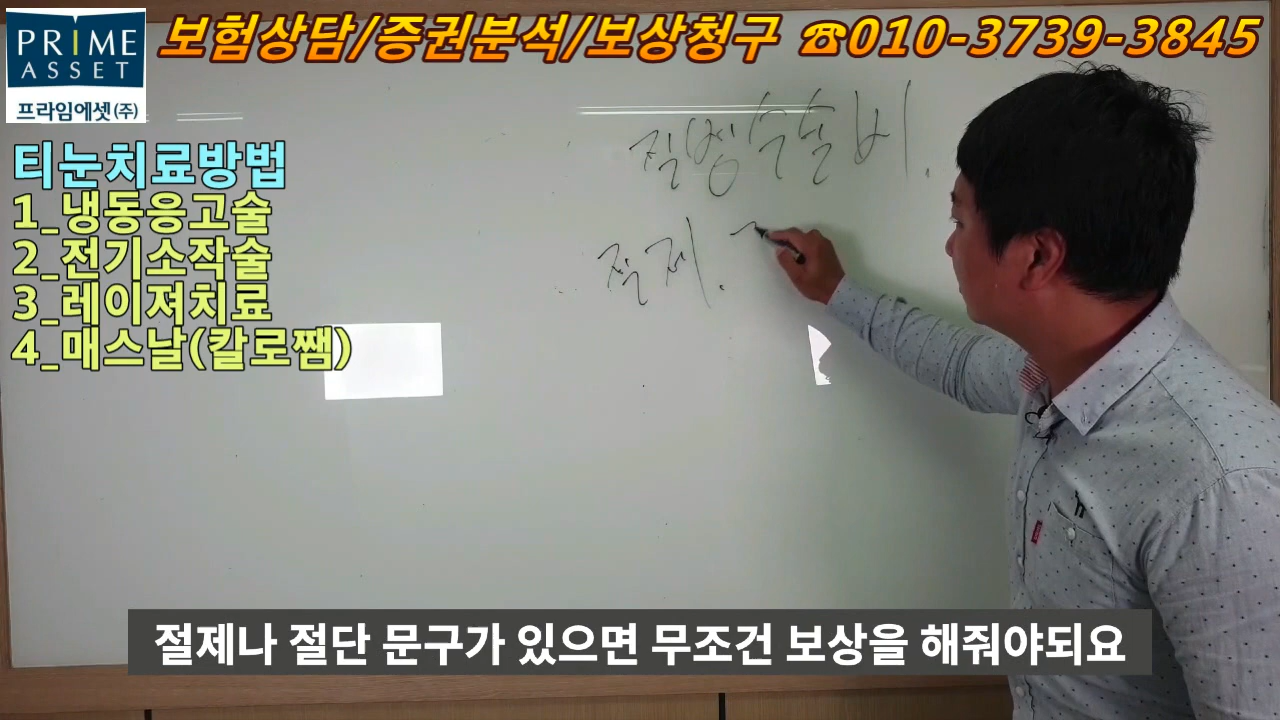 PRIME
ASSET
프라임에셋(주)
보험상담/증권분석/보상청구 ☎010-3739-3845
티눈치료방법
1_냉동응고술
2_전기소작술
3_레이져치료
4_매스날(칼로쨈)
질병수술비.
절제.
절제나 절단 문구가 있으면 무조건 보상을 해줘야되요